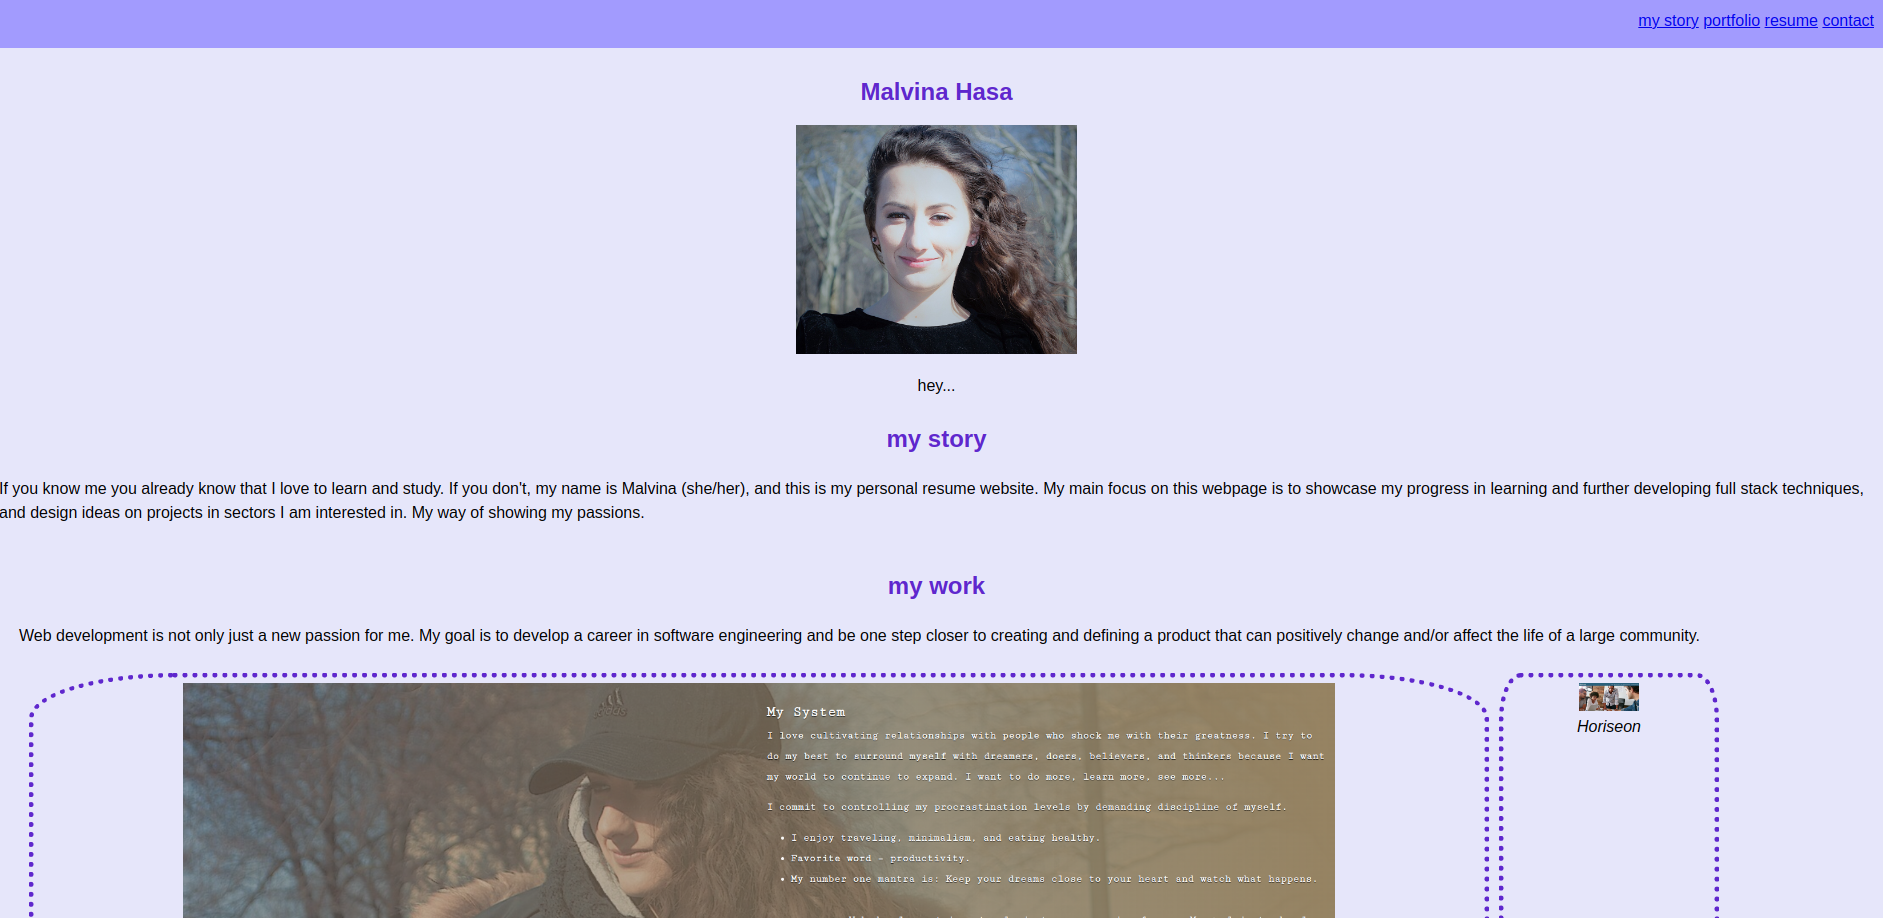 my story portfolio resume contact
Malvina Hasa
hey...
my story
If you know me you already know that I love to learn and study. If you don't, my name is Malvina (she/her), and this is my personal resume website. My main focus on this webpage is to showcase my progress in learning and further developing full stack techniques,
and design ideas on projects in sectors I am interested in. My way of showing my passions.
my work
Web development is not only just a new passion for me. My goal is to develop a career in software engineering and be one step closer to creating and defining a product that can positively change and/or affect the life of a large community.
My System
I love cultivating relationships with people who shock me with their greatness. I try to
do my best to surround myself with dreamers, doers, believers, and thinkers because I want
my world to continue to expand. I want to do more, learn more, see more...
I commit to controlling my procrastination levels by demanding discipline of myself.
• I enjoy traveling, minimalism, and eating healthy.
• Favorite word - productivity.
• My number one mantra is: Keep your dreams close to your heart and watch what happens.
Horiseon